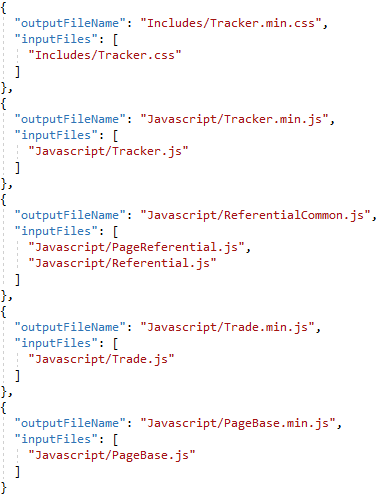 {
  "outputFileName": "Includes/Tracker.min.css",
  "inputFiles": [
    "Includes/Tracker.css"
  ]
},
{
  "outputFileName": "Javascript/Tracker.min.js",
  "inputFiles": [
    "Javascript/Tracker.js"
  ]
},
{
  "outputFileName": "Javascript/ReferentialCommon.js",
  "inputFiles": [
    "Javascript/PageReferential.js",
    "Javascript/Referential.js"
  ]
},
{
  "outputFileName": "Javascript/Trade.min.js",
  "inputFiles": [
    "Javascript/Trade.js"
  ]
},
{
  "outputFileName": "Javascript/PageBase.min.js",
  "inputFiles": [
    "Javascript/PageBase.js"
  ]
}